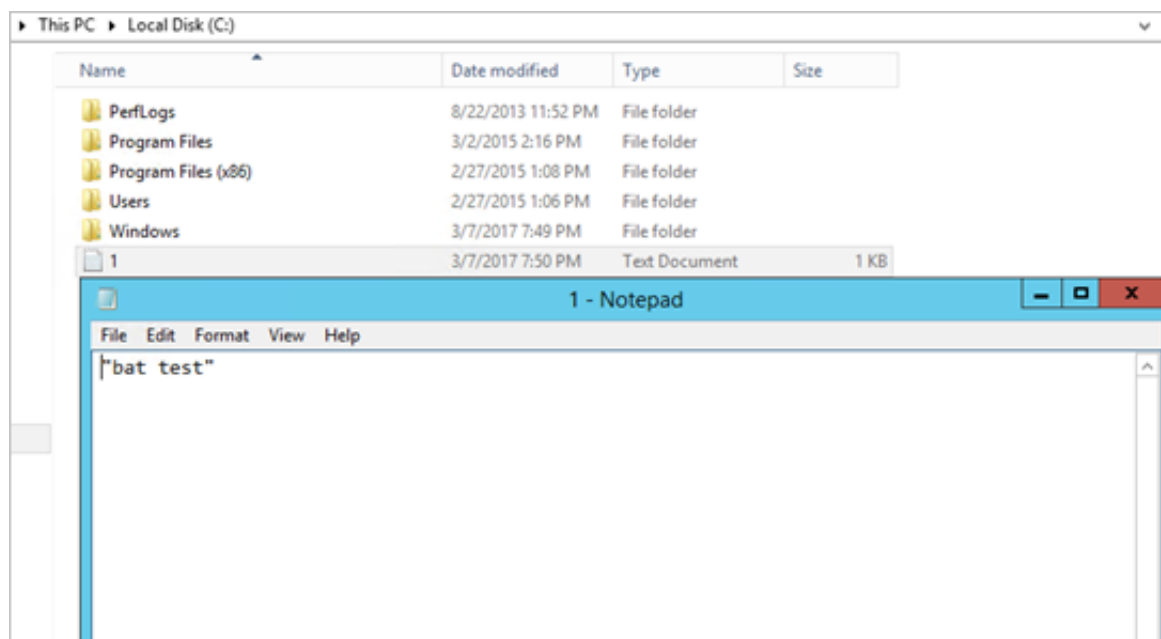 This PC Local Disk (C:)
Name Date modified Type Size
PerfLogs 8/22/2013 11:52 PM File folder
Program Files 3/2/2015 2:16 PM File folder
Program Files (x86) 2/27/2015 1:08 PM File folder
Users 2/27/2015 1:06 PM File folder
Windows 3/7/2017 7:49 PM File folder
1 3/7/2017 7:50 PM Text Document 1 KB
1 - Notepad
File Edit Format View Help
"bat test"